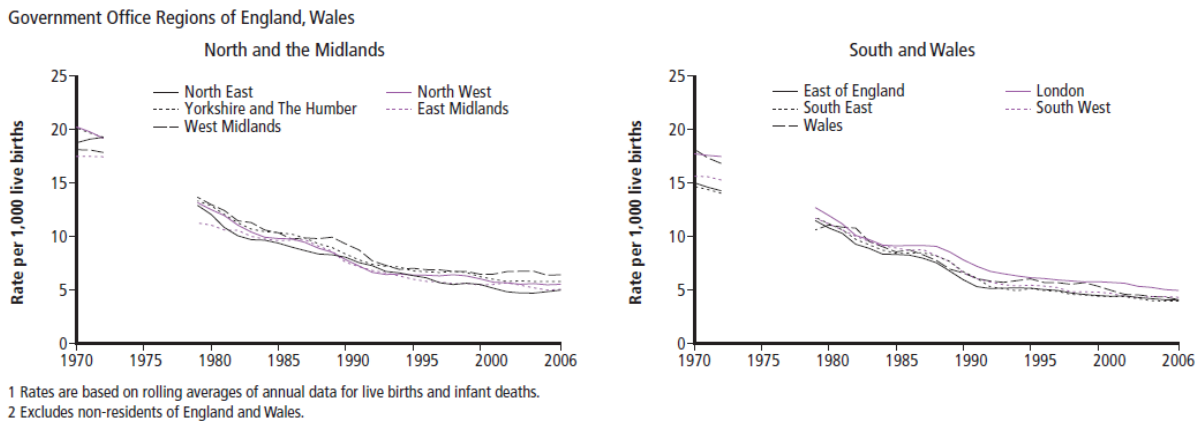 Government Office Regions of England, Wales
North and the Midlands
25
20
15
10
5
0
Rate per 1,000 live births
North East
North West
Yorkshire and The Humber
East Midlands
West Midlands
1970 1975 1980 1985 1990 1995 2000 2006
South and Wales
25
20
15
10
5
0
Rate per 1,000 live births
East of England
London
South East
South West
Wales
1970 1975 1980 1985 1990 1995 2000 2006
1 Rates are based on rolling averages of annual data for live births and infant deaths.
2 Excludes non-residents of England and Wales.